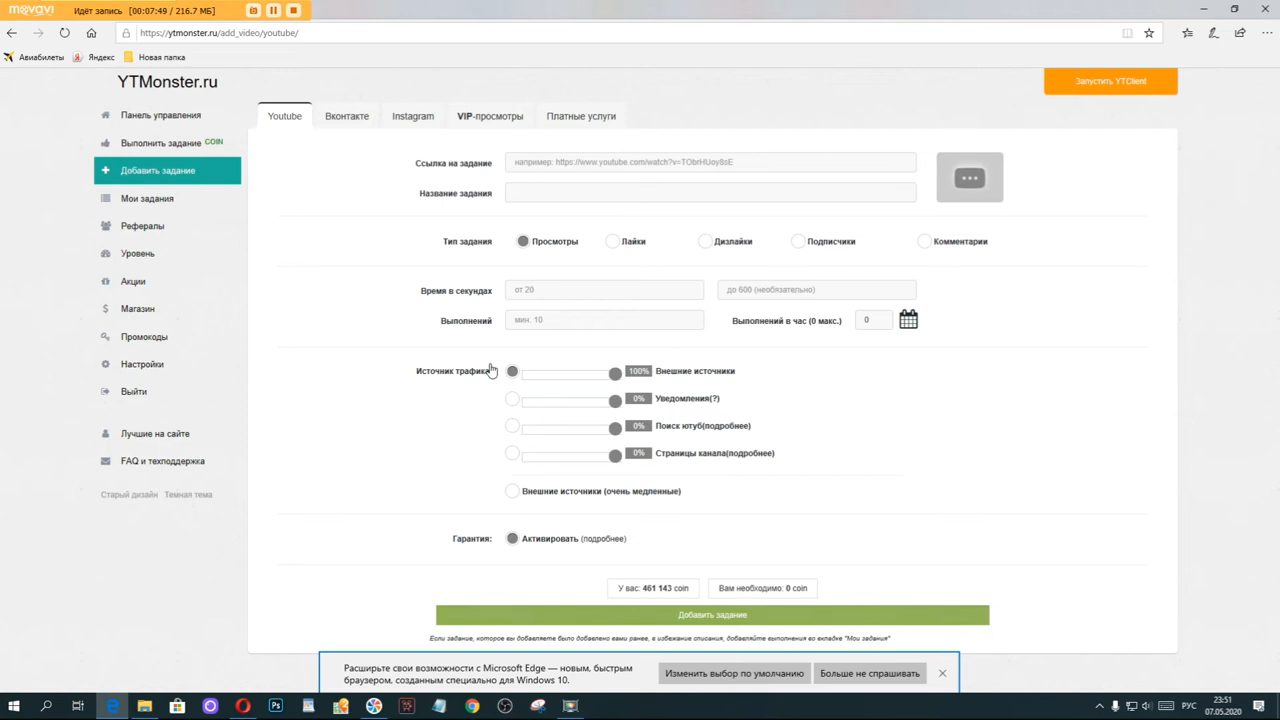 movavi
Идёт запись [00:07:49 / 216.7 МБ]
https://ytmonster.ru/add_video/youtube/
Авиабилеты Яндекс Новая папка
YTMonster.ru
Запустить YTClient
Панель управления
Выполнить задание COIN
Добавить задание
Мои задания
Рефералы
Уровень
Акции
Магазин
Промокоды
Настройки
Выйти
Лучшие на сайте
FAQ и техподдержка
Старый дизайн Темная тема
Youtube Вконтакте Instagram VIP-просмотры Платные услуги
Ссылка на задание например: https://www.youtube.com/watch?v=TObrHUoy8sE
Название задания
Тип задания Просмотры Лайки Дизлайки Подписчики Комментарии
Время в секундах от 20 до 600 (необязательно)
Выполнений мин. 10 Выполнений в час (0 макс.) 0
Источник трафика 100% Внешние источники
0% Уведомления(?)
0% Поиск ютуб(подробнее)
0% Страницы канала(подробнее)
Внешние источники (очень медленные)
Гарантия: Активировать (подробнее)
У вас: 461 143 coin Вам необходимо: 0 coin
Добавить задание
Если задание, которое вы добавляете было добавлено вами ранее, в избежание списания, добавляйте выполнения во вкладке "Мои задания"
Расширьте свои возможности с Microsoft Edge — новым, быстрым
браузером, созданным специально для Windows 10.
Изменить выбор по умолчанию Больше не спрашивать
РУС
23:51
07.05.2020